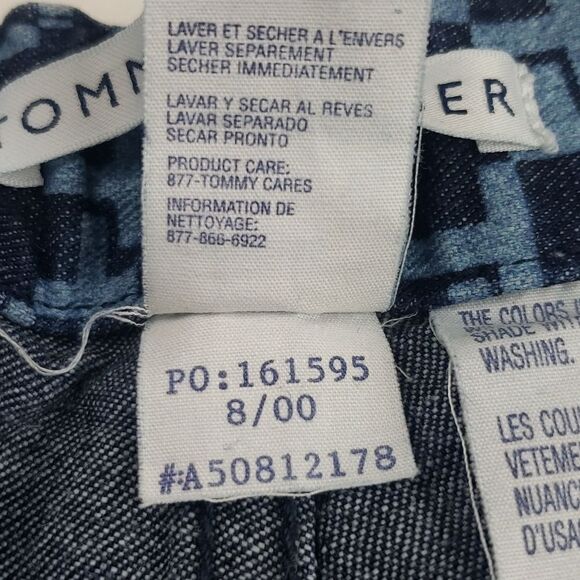 TOMM
ER
LAVER ET SECHER A L'ENVERS
LAVER SEPAREMENT
SECHER IMMEDIATEMENT
LAVAR Y SECAR AL REVES
LAVAR SEPARADO
SECAR PRONTO
PRODUCT CARE:
877-TOMMY CARES
INFORMATION DE
NETTOYAGE:
877-866-6922
PO:161595
8/00
#:A50812178
THE COLORS
SHADE
WASHING.
LES COU
VETEME
NUANC
D'USA